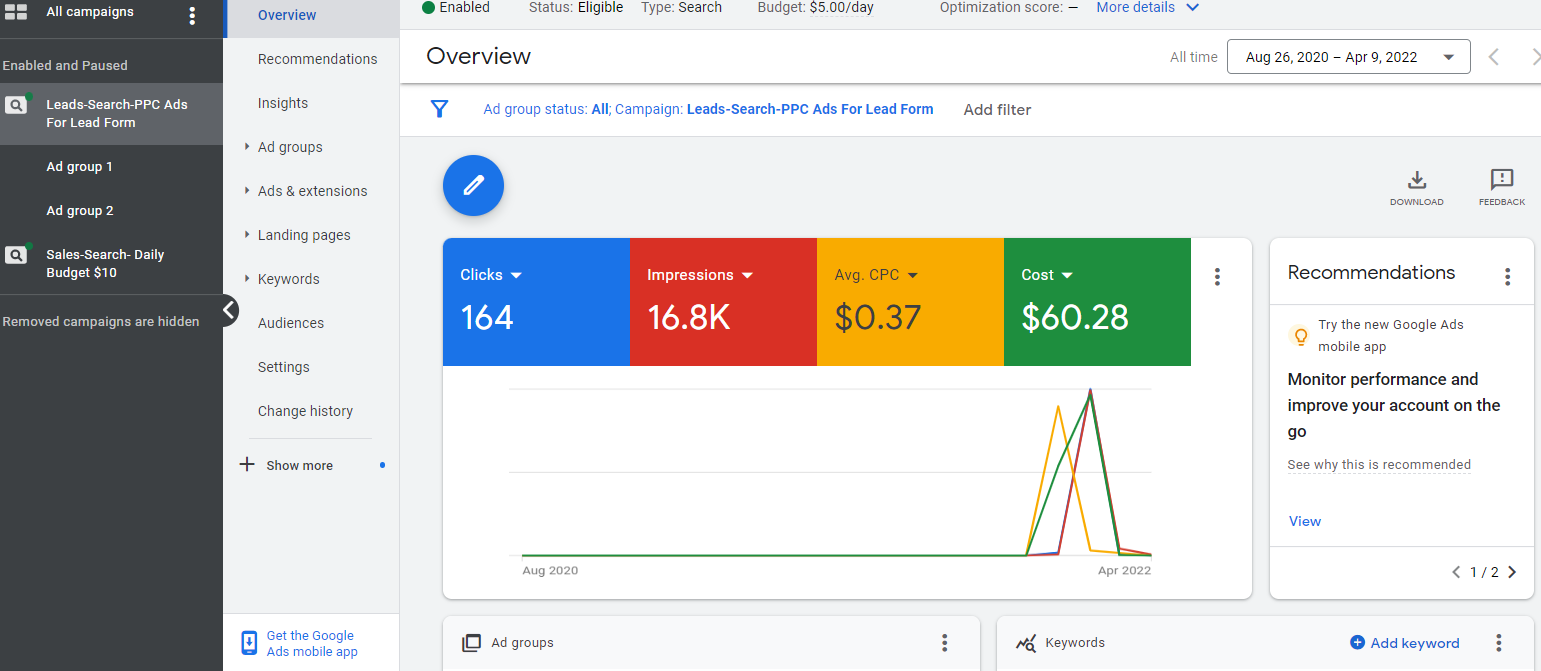 All campaigns
Enabled and Paused
Leads-Search-PPC Ads
For Lead Form
Ad group 1
Ad group 2
Sales-Search- Daily
Budget $10
Removed campaigns are hidden
Overview
Recommendations
Insights
Ad groups
Ads & extensions
Landing pages
Keywords
Audiences
Settings
Change history
Show more
Get the Google
Ads mobile app
Enabled Status: Eligible Type: Search Budget: $5.00/day Optimization score: — More details
Overview
All time Aug 26, 2020 – Apr 9, 2022
Ad group status: All; Campaign: Leads-Search-PPC Ads For Lead Form Add filter
DOWNLOAD FEEDBACK
Clicks Impressions Avg. CPC Cost
164 16.8K $0.37 $60.28
Aug 2020 Apr 2022
Recommendations
Try the new Google Ads
mobile app
Monitor performance and
improve your account on the
go
See why this is recommended
View
1 / 2
Ad groups
Keywords Add keyword